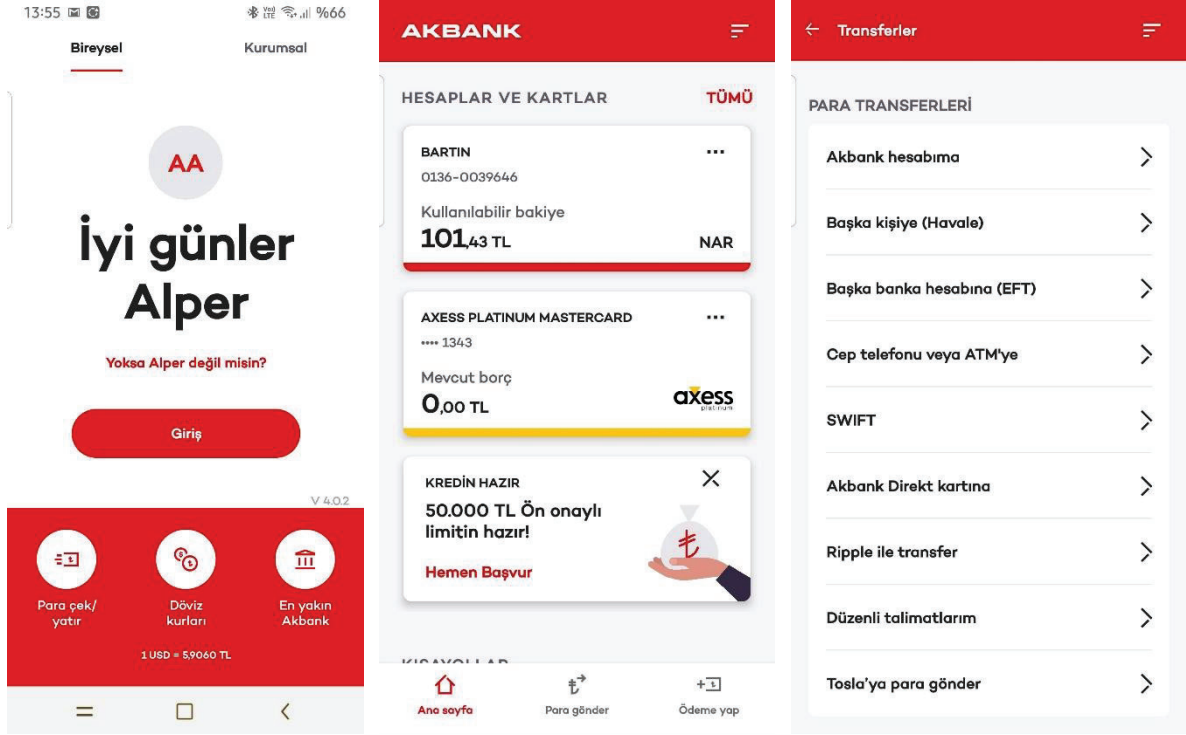 13:55
VoI) LTE %66
Bireysel
Kurumsal
AA
İyi günler
Alper
Yoksa Alper değil misin?
Giriş
V 4.0.2
Para çek/
yatır
Döviz
kurları
En yakın
Akbank
1 USD = 5,9060 TL
AKBANK
HESAPLAR VE KARTLAR
TÜMÜ
BARTIN
0136-0039646
Kullanılabilir bakiye
101,43 TL
NAR
AXESS PLATINUM MASTERCARD
•••• 1343
Mevcut borç
0,00 TL
axess
platinum
KREDİN HAZIR
50.000 TL Ön onaylı
limitin hazır!
Hemen Başvur
KISAYOLLAR
Ana sayfa
Para gönder
Ödeme yap
Transferler
PARA TRANSFERLERİ
Akbank hesabıma
Başka kişiye (Havale)
Başka banka hesabına (EFT)
Cep telefonu veya ATM'ye
SWIFT
Akbank Direkt kartına
Ripple ile transfer
Düzenli talimatlarım
Tosla’ya para gönder